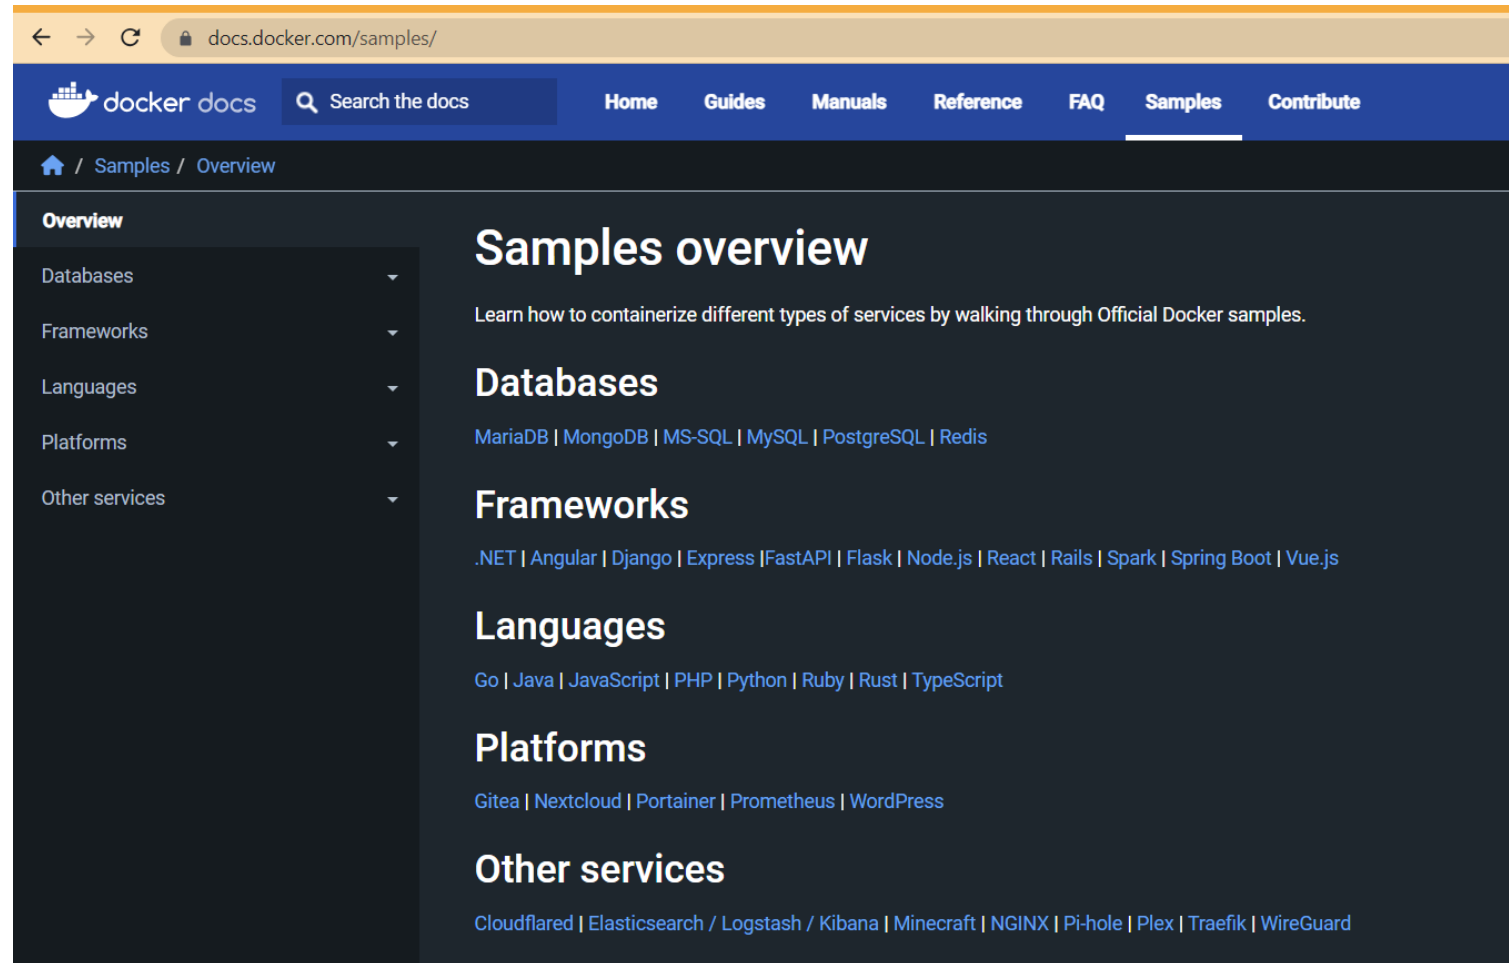 docs.docker.com/samples/
docker docs Search the docs Home Guides Manuals Reference FAQ Samples Contribute
/ Samples / Overview
Overview
Databases
Frameworks
Languages
Platforms
Other services
Samples overview
Learn how to containerize different types of services by walking through Official Docker samples.
Databases
MariaDB | MongoDB | MS-SQL | MySQL | PostgreSQL | Redis
Frameworks
.NET | Angular | Django | Express |FastAPI | Flask | Node.js | React | Rails | Spark | Spring Boot | Vue.js
Languages
Go | Java | JavaScript | PHP | Python | Ruby | Rust | TypeScript
Platforms
Gitea | Nextcloud | Portainer | Prometheus | WordPress
Other services
Cloudflared | Elasticsearch / Logstash / Kibana | Minecraft | NGINX | Pi-hole | Plex | Traefik | WireGuard